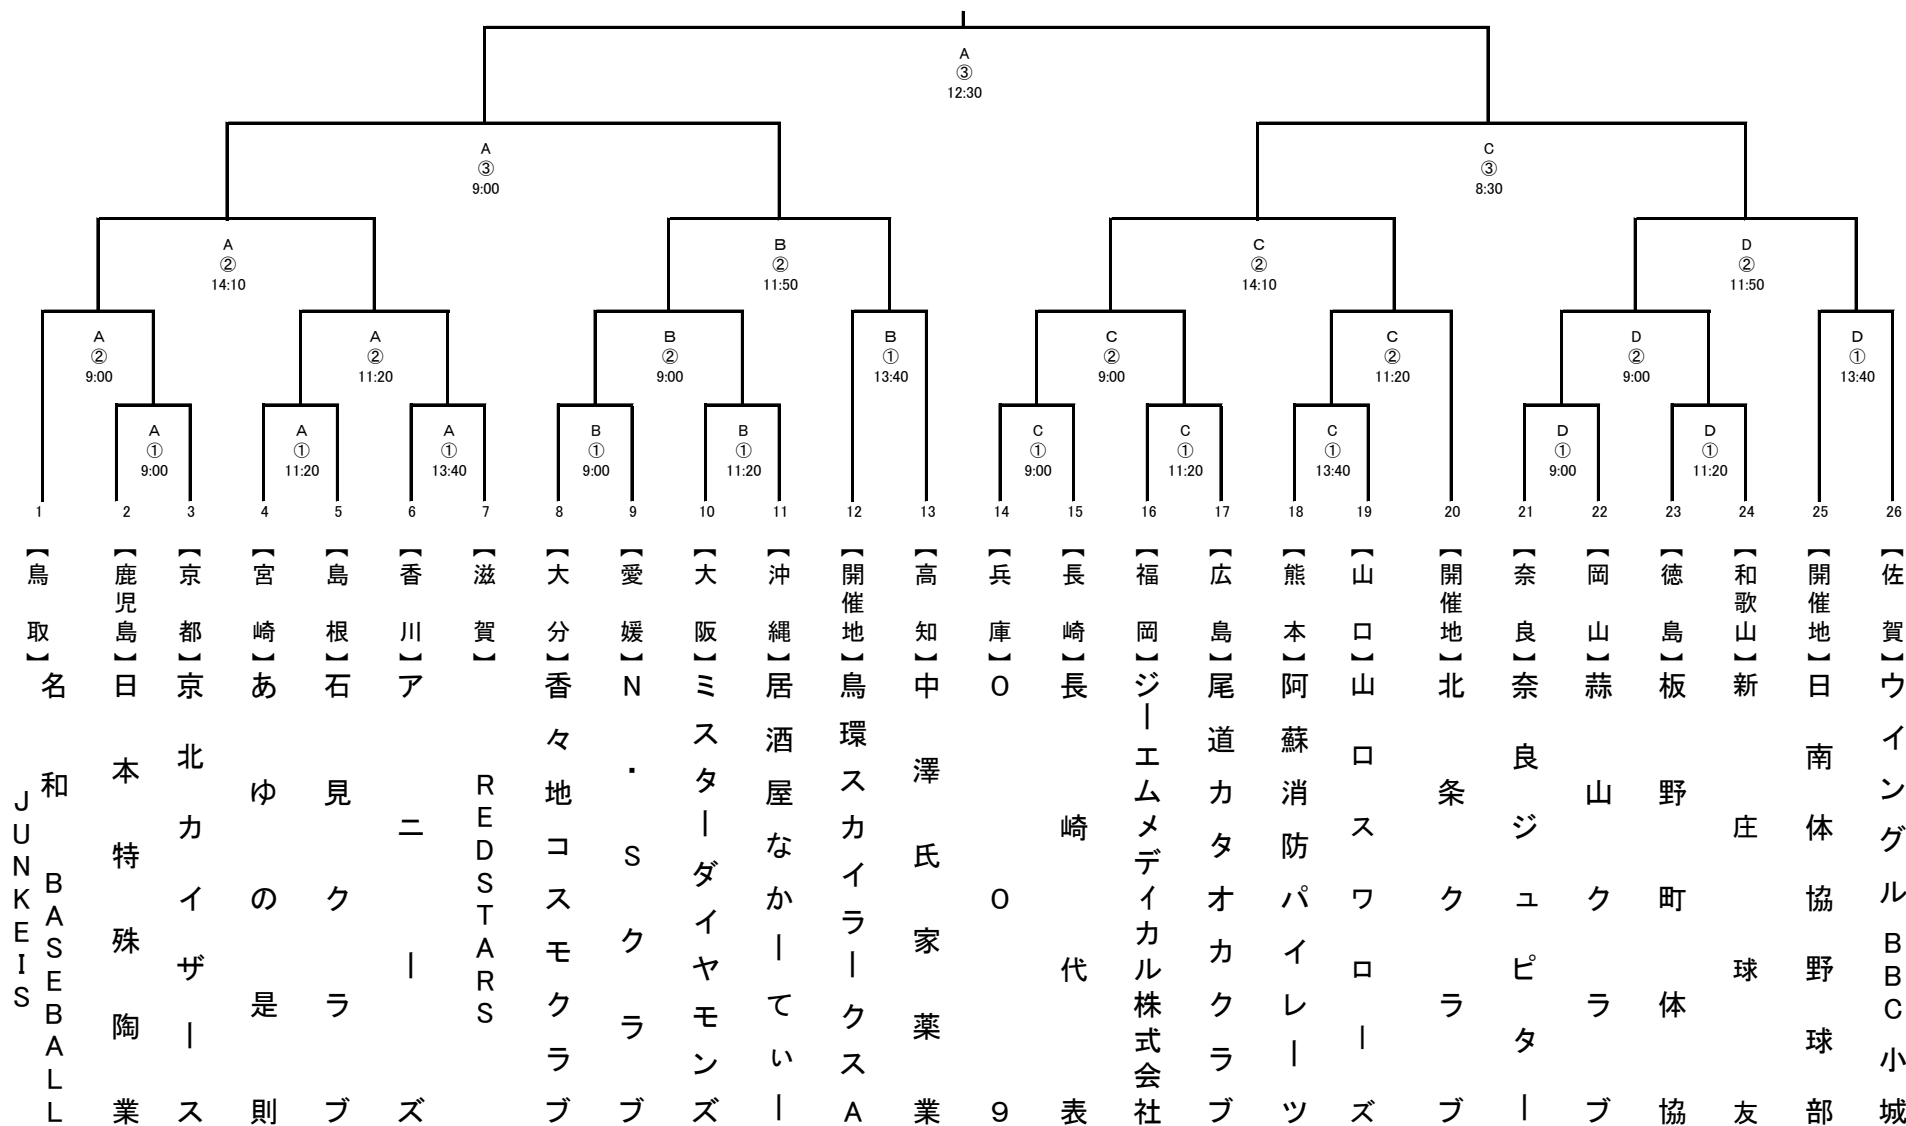 A
③
12:30
A
③
9:00
C
③
8:30
A
②
14:10
B
②
11:50
C
②
14:10
D
②
11:50
A
②
9:00
A
②
11:20
B
②
9:00
B
①
13:40
C
②
9:00
C
②
11:20
D
②
9:00
D
①
13:40
A
①
9:00
A
①
11:20
A
①
13:40
B
①
9:00
B
①
11:20
C
①
9:00
C
①
11:20
C
①
13:40
D
①
9:00
D
①
11:20
1
【鳥取】
名和 BASEBALL
JUNKEIS
2
【鹿児島】日本特殊陶業
3
【京都】京北カイザース
4
【宮崎】あゆの是則
5
【島根】石見クラブ
6
【香川】アニーズ
7
【滋賀】REDSTARS
8
【大分】香々地コスモクラブ
9
【愛媛】N.Sクラブ
10
【大阪】ミスターダイヤモンズ
11
【沖縄】居酒屋なかーてぃー
12
【開催地】鳥環スカイラークスA
13
【高知】中澤氏家薬業
14
【兵庫】OO9
15
【長崎】長崎代表
16
【福岡】ジーエムメディカル株式会社
17
【広島】尾道カタオカクラブ
18
【熊本】阿蘇消防パイレーツ
19
【山口】山口スワローズ
20
【開催地】北条クラブ
21
【奈良】奈良ジュピター
22
【岡山】蒜山クラブ
23
【徳島】板野町体協
24
【和歌山】新庄球友
25
【開催地】日南体協野球部
26
【佐賀】ウイングルBBC小城